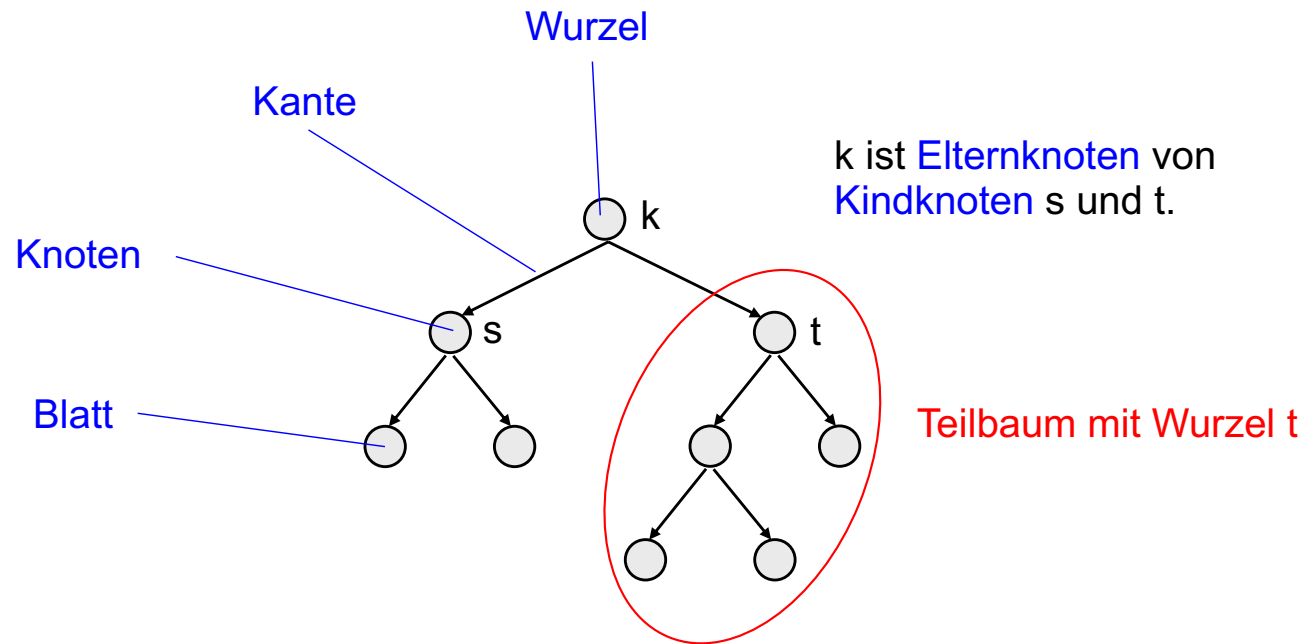 Wurzel
Kante
k ist Elternknoten von
Kindknoten s und t.
k
Knoten
s
t
Blatt
Teilbaum mit Wurzel t